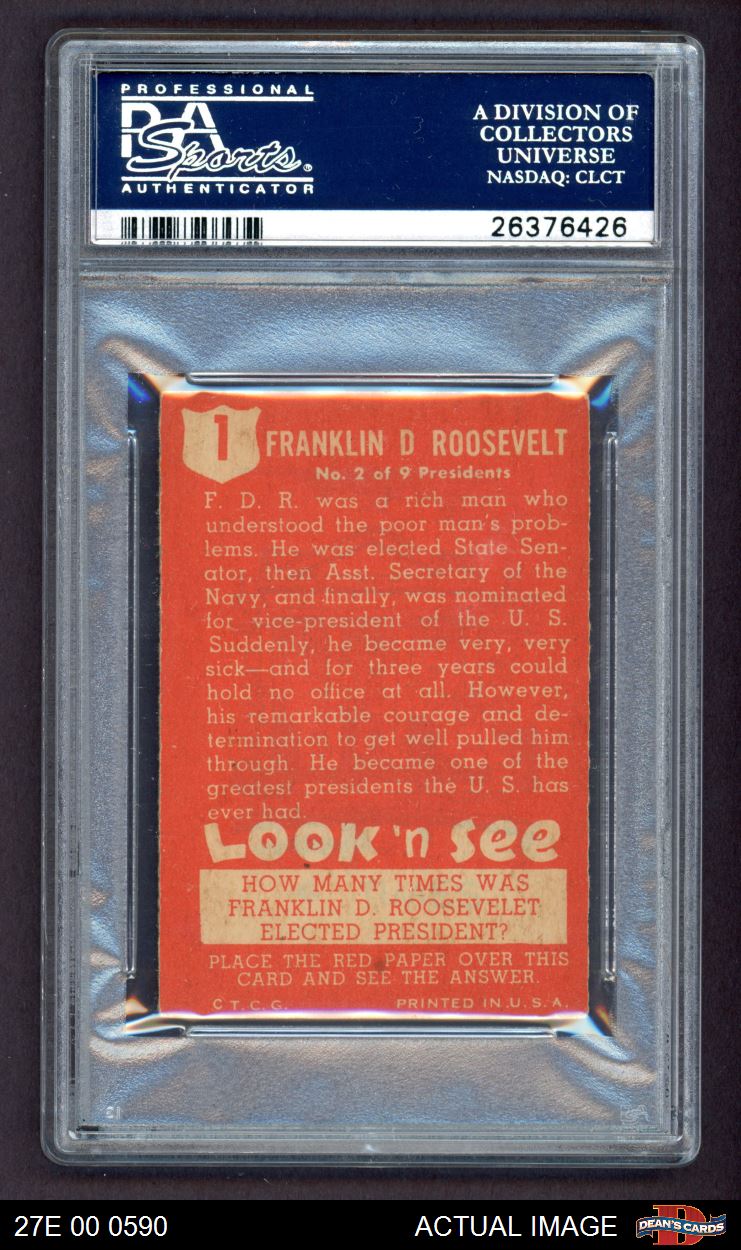 PROFESSIONAL
PSA
Sports®
AUTHENTICATOR
A DIVISION OF
COLLECTORS
UNIVERSE
NASDAQ: CLCT
26376426
1
FRANKLIN D ROOSEVELT
No. 2 of 9 Presidents
F. D. R. was a rich man who
understood the poor man's prob-
lems. He was elected State Sen-
ator, then Asst. Secretary of the
Navy, and finally, was nominated
for vice-president of the U. S.
Suddenly, he became very, very
sick—and for three years could
hold no office at all. However,
his remarkable courage and de-
termination to get well pulled him
through. He became one of the
greatest presidents the U. S. has
ever had.
LOOK 'n See
HOW MANY TIMES WAS
FRANKLIN D. ROOSEVELET
ELECTED PRESIDENT?
PLACE THE RED PAPER OVER THIS
CARD AND SEE THE ANSWER.
© T. C. G. PRINTED IN U. S. A.
27E 00 0590
ACTUAL IMAGE
DEAN'S CARDS